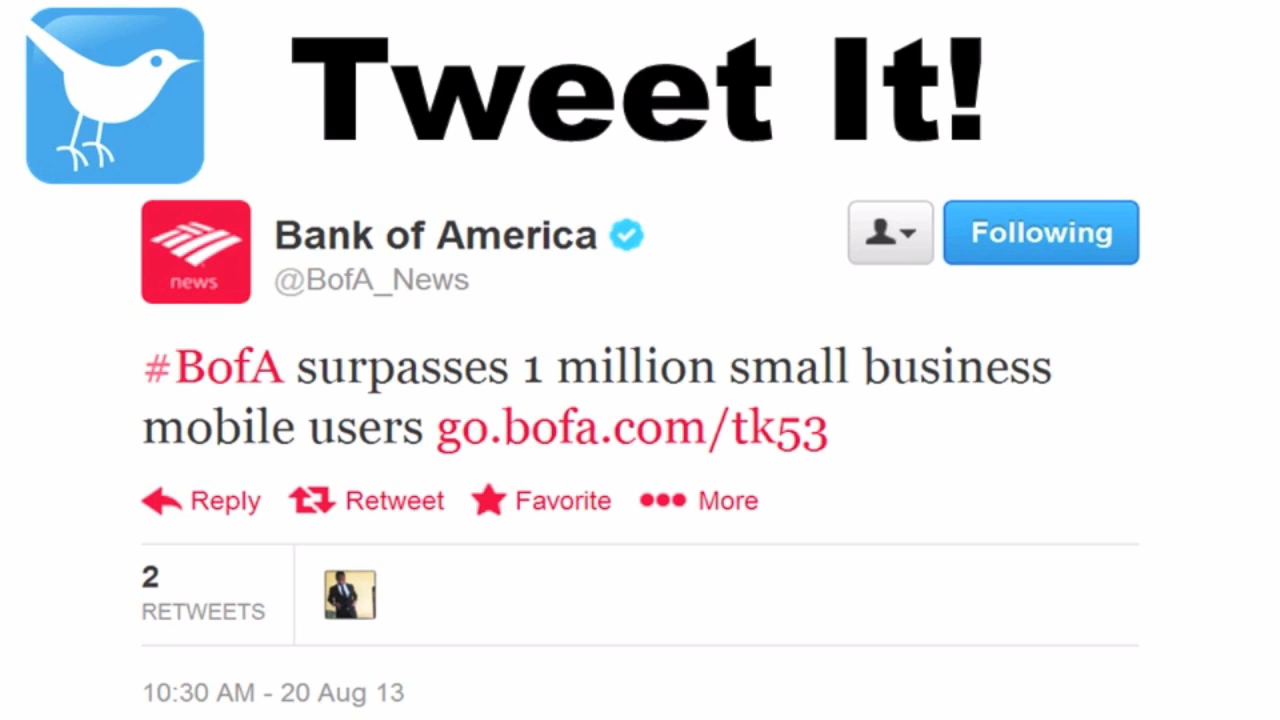 Tweet It!
Bank of America
@BofA_News
news
Following
#BofA surpasses 1 million small business
mobile users go.bofa.com/tk53
Reply Retweet Favorite More
2
RETWEETS
10:30 AM - 20 Aug 13